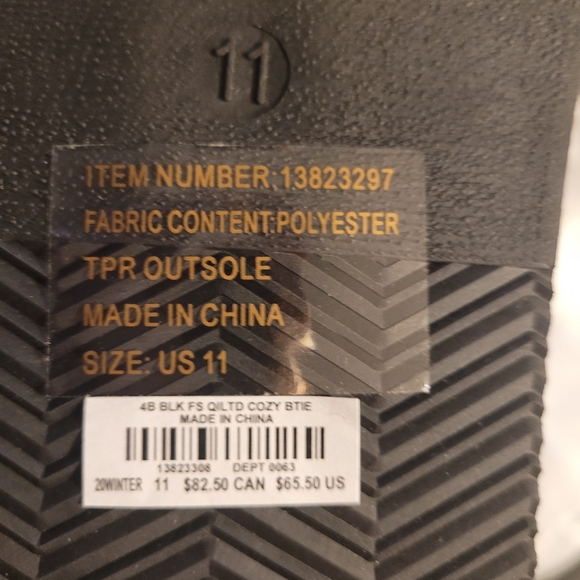 11
ITEM NUMBER:13823297
FABRIC CONTENT:POLYESTER
TPR OUTSOLE
MADE IN CHINA
SIZE: US 11
4B BLK FS QILTD COZY BTIE
MADE IN CHINA
13823308 DEPT 0063
20WINTER 11 $82.50 CAN $65.50 US